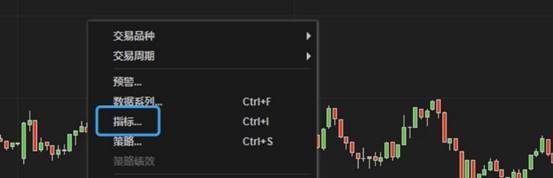 交易品种
交易周期
预警...
数据系列... Ctrl+F
指标... Ctrl+I
策略... Ctrl+S
策略绩效